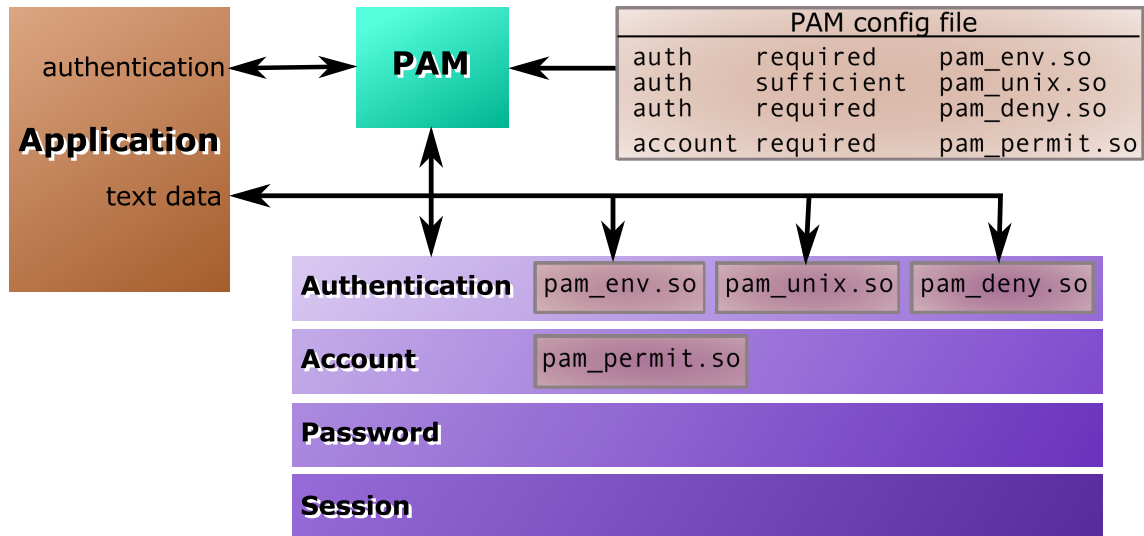 authentication
Application
text data
PAM
PAM config file
auth required pam_env.so
auth sufficient pam_unix.so
auth required pam_deny.so
account required pam_permit.so
Authentication pam_env.so pam_unix.so pam_deny.so
Account pam_permit.so
Password
Session